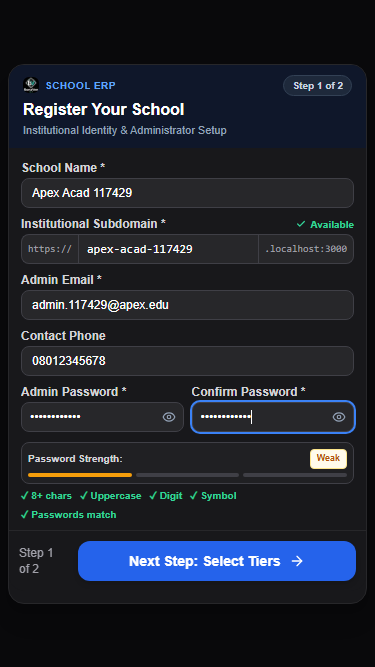 SCHOOL ERP
Step 1 of 2
Register Your School
Institutional Identity & Administrator Setup
School Name *
Apex Acad 117429
Institutional Subdomain *
✓ Available
https:// apex-acad-117429 .localhost:3000
Admin Email *
admin.117429@apex.edu
Contact Phone
08012345678
Admin Password * Confirm Password *
•••••••••••• ••••••••••••
Password Strength: Weak
✓ 8+ chars ✓ Uppercase ✓ Digit ✓ Symbol
✓ Passwords match
Step 1
of 2
Next Step: Select Tiers →